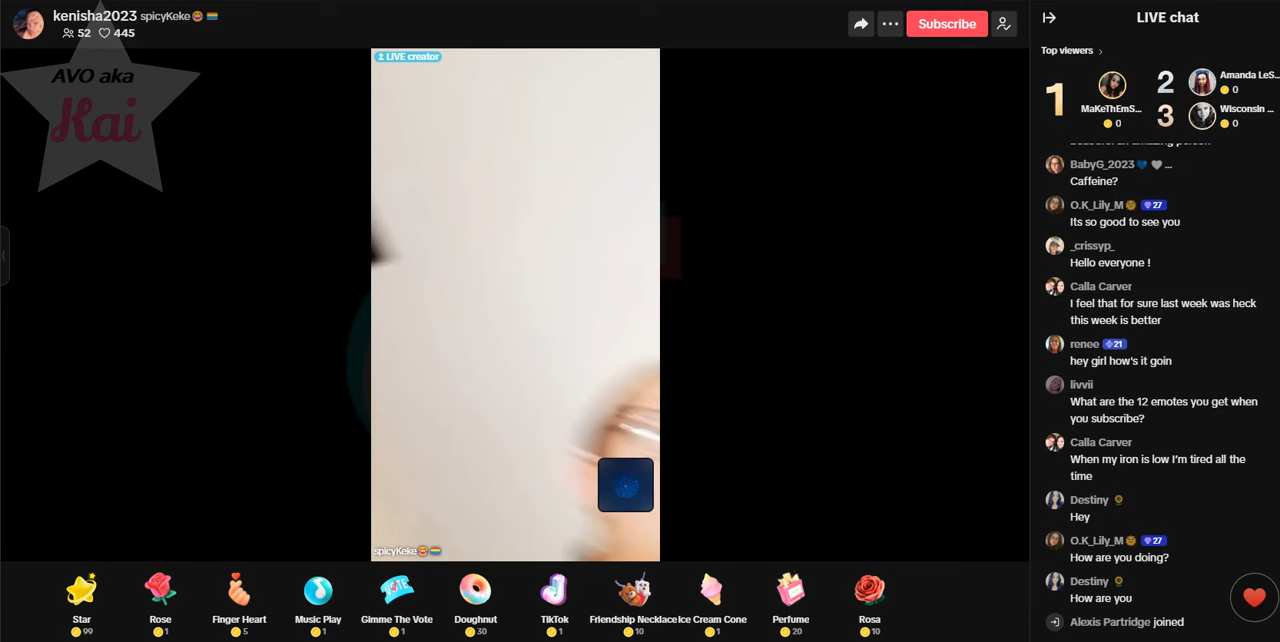 kenisha2023 spicyKeke
52 445
Subscribe
AVO aka
Kai
LIVE creator
spicyKeke
Star
99
Rose
1
Finger Heart
5
Music Play
1
Gimme The Vote
1
Doughnut
30
TikTok
1
Friendship Necklace
10
Ice Cream Cone
1
Perfume
20
Rosa
10
LIVE chat
Top viewers
1
MaKeThEmS...
0
2
Amanda LeS...
0
3
Wisconsin ...
0
BabyG_2023 ...
Caffeine?
O.K_Lily_M 27
Its so good to see you
_crissyp_
Hello everyone !
Calla Carver
I feel that for sure last week was heck
this week is better
renee 21
hey girl how's it goin
livvii
What are the 12 emotes you get when
you subscribe?
Calla Carver
When my iron is low I'm tired all the
time
Destiny
Hey
O.K_Lily_M 27
How are you doing?
Destiny
How are you
Alexis Partridge joined